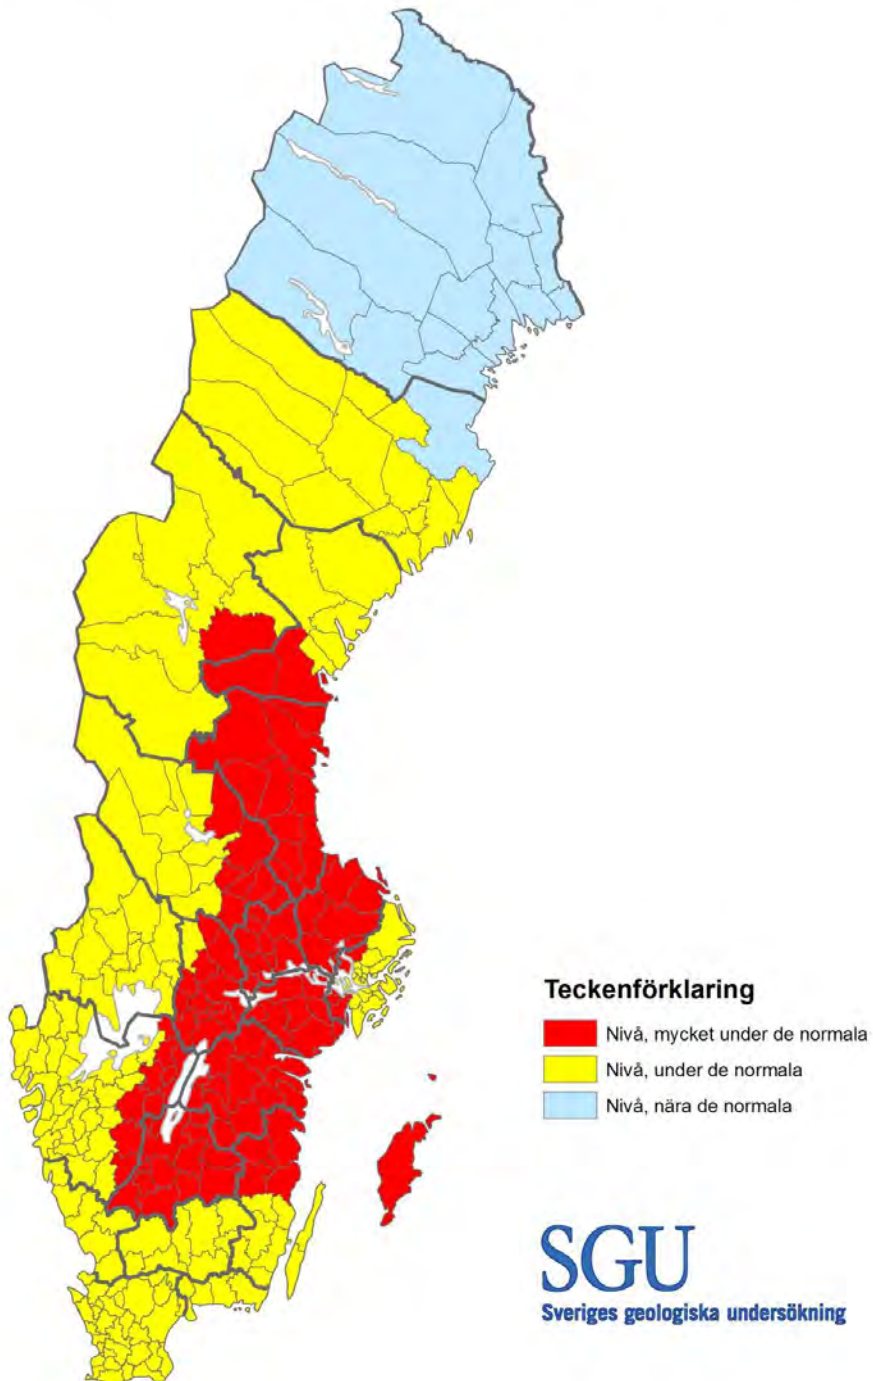 Teckenförklaring
Nivå, mycket under de normala
Nivå, under de normala
Nivå, nära de normala
SGU
Sveriges geologiska undersökning